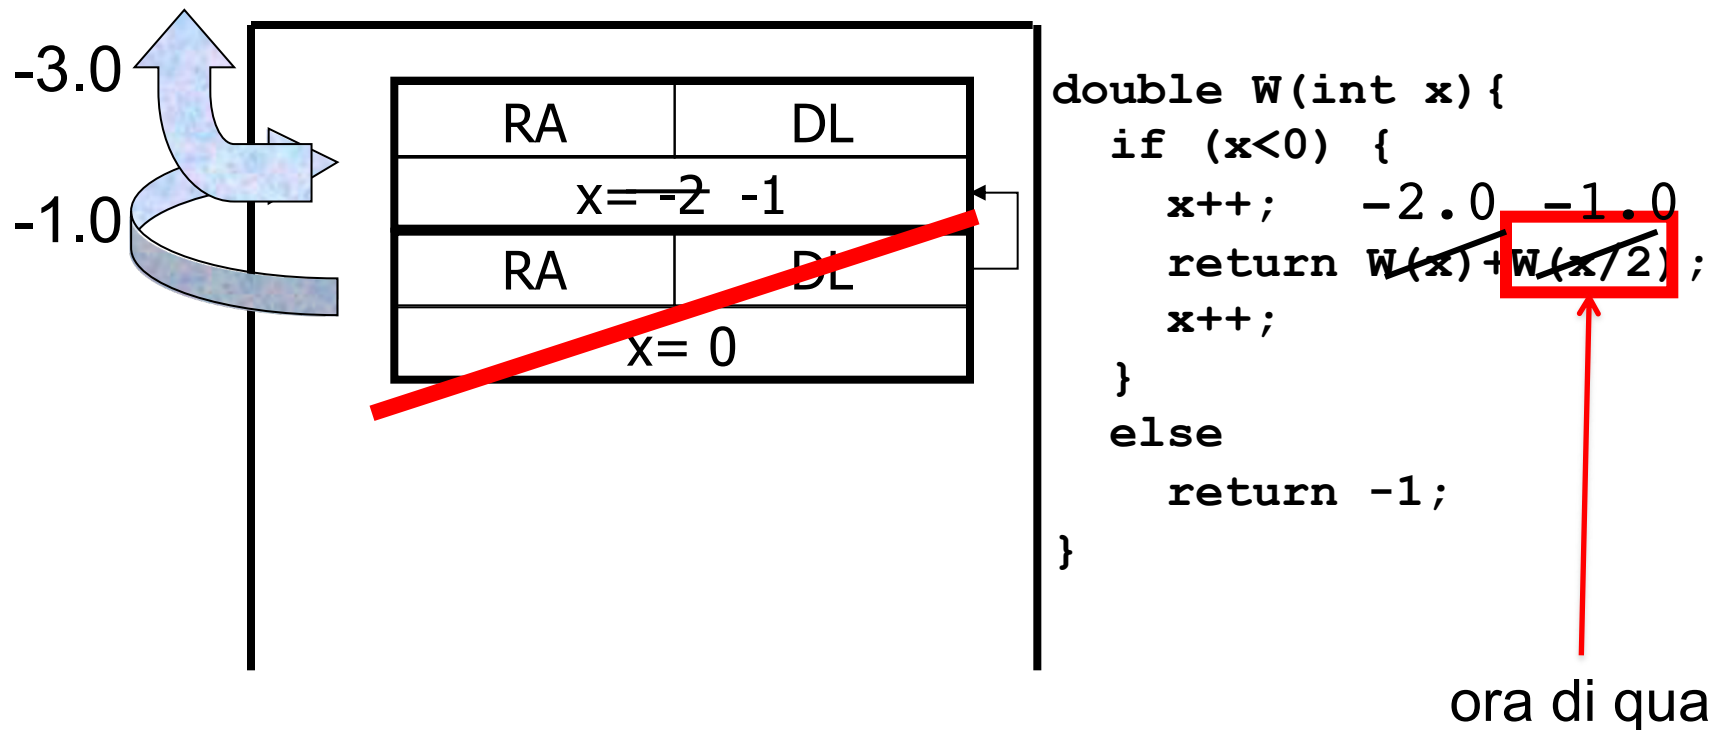 -3.0
-1.0
RA DL
x= -2 -1
RA DL
x= 0
double W(int x){
if (x<0) {
x++; -2.0 -1.0
return W(x)+W(x/2);
x++;
}
else
return -1;
}
ora di qua